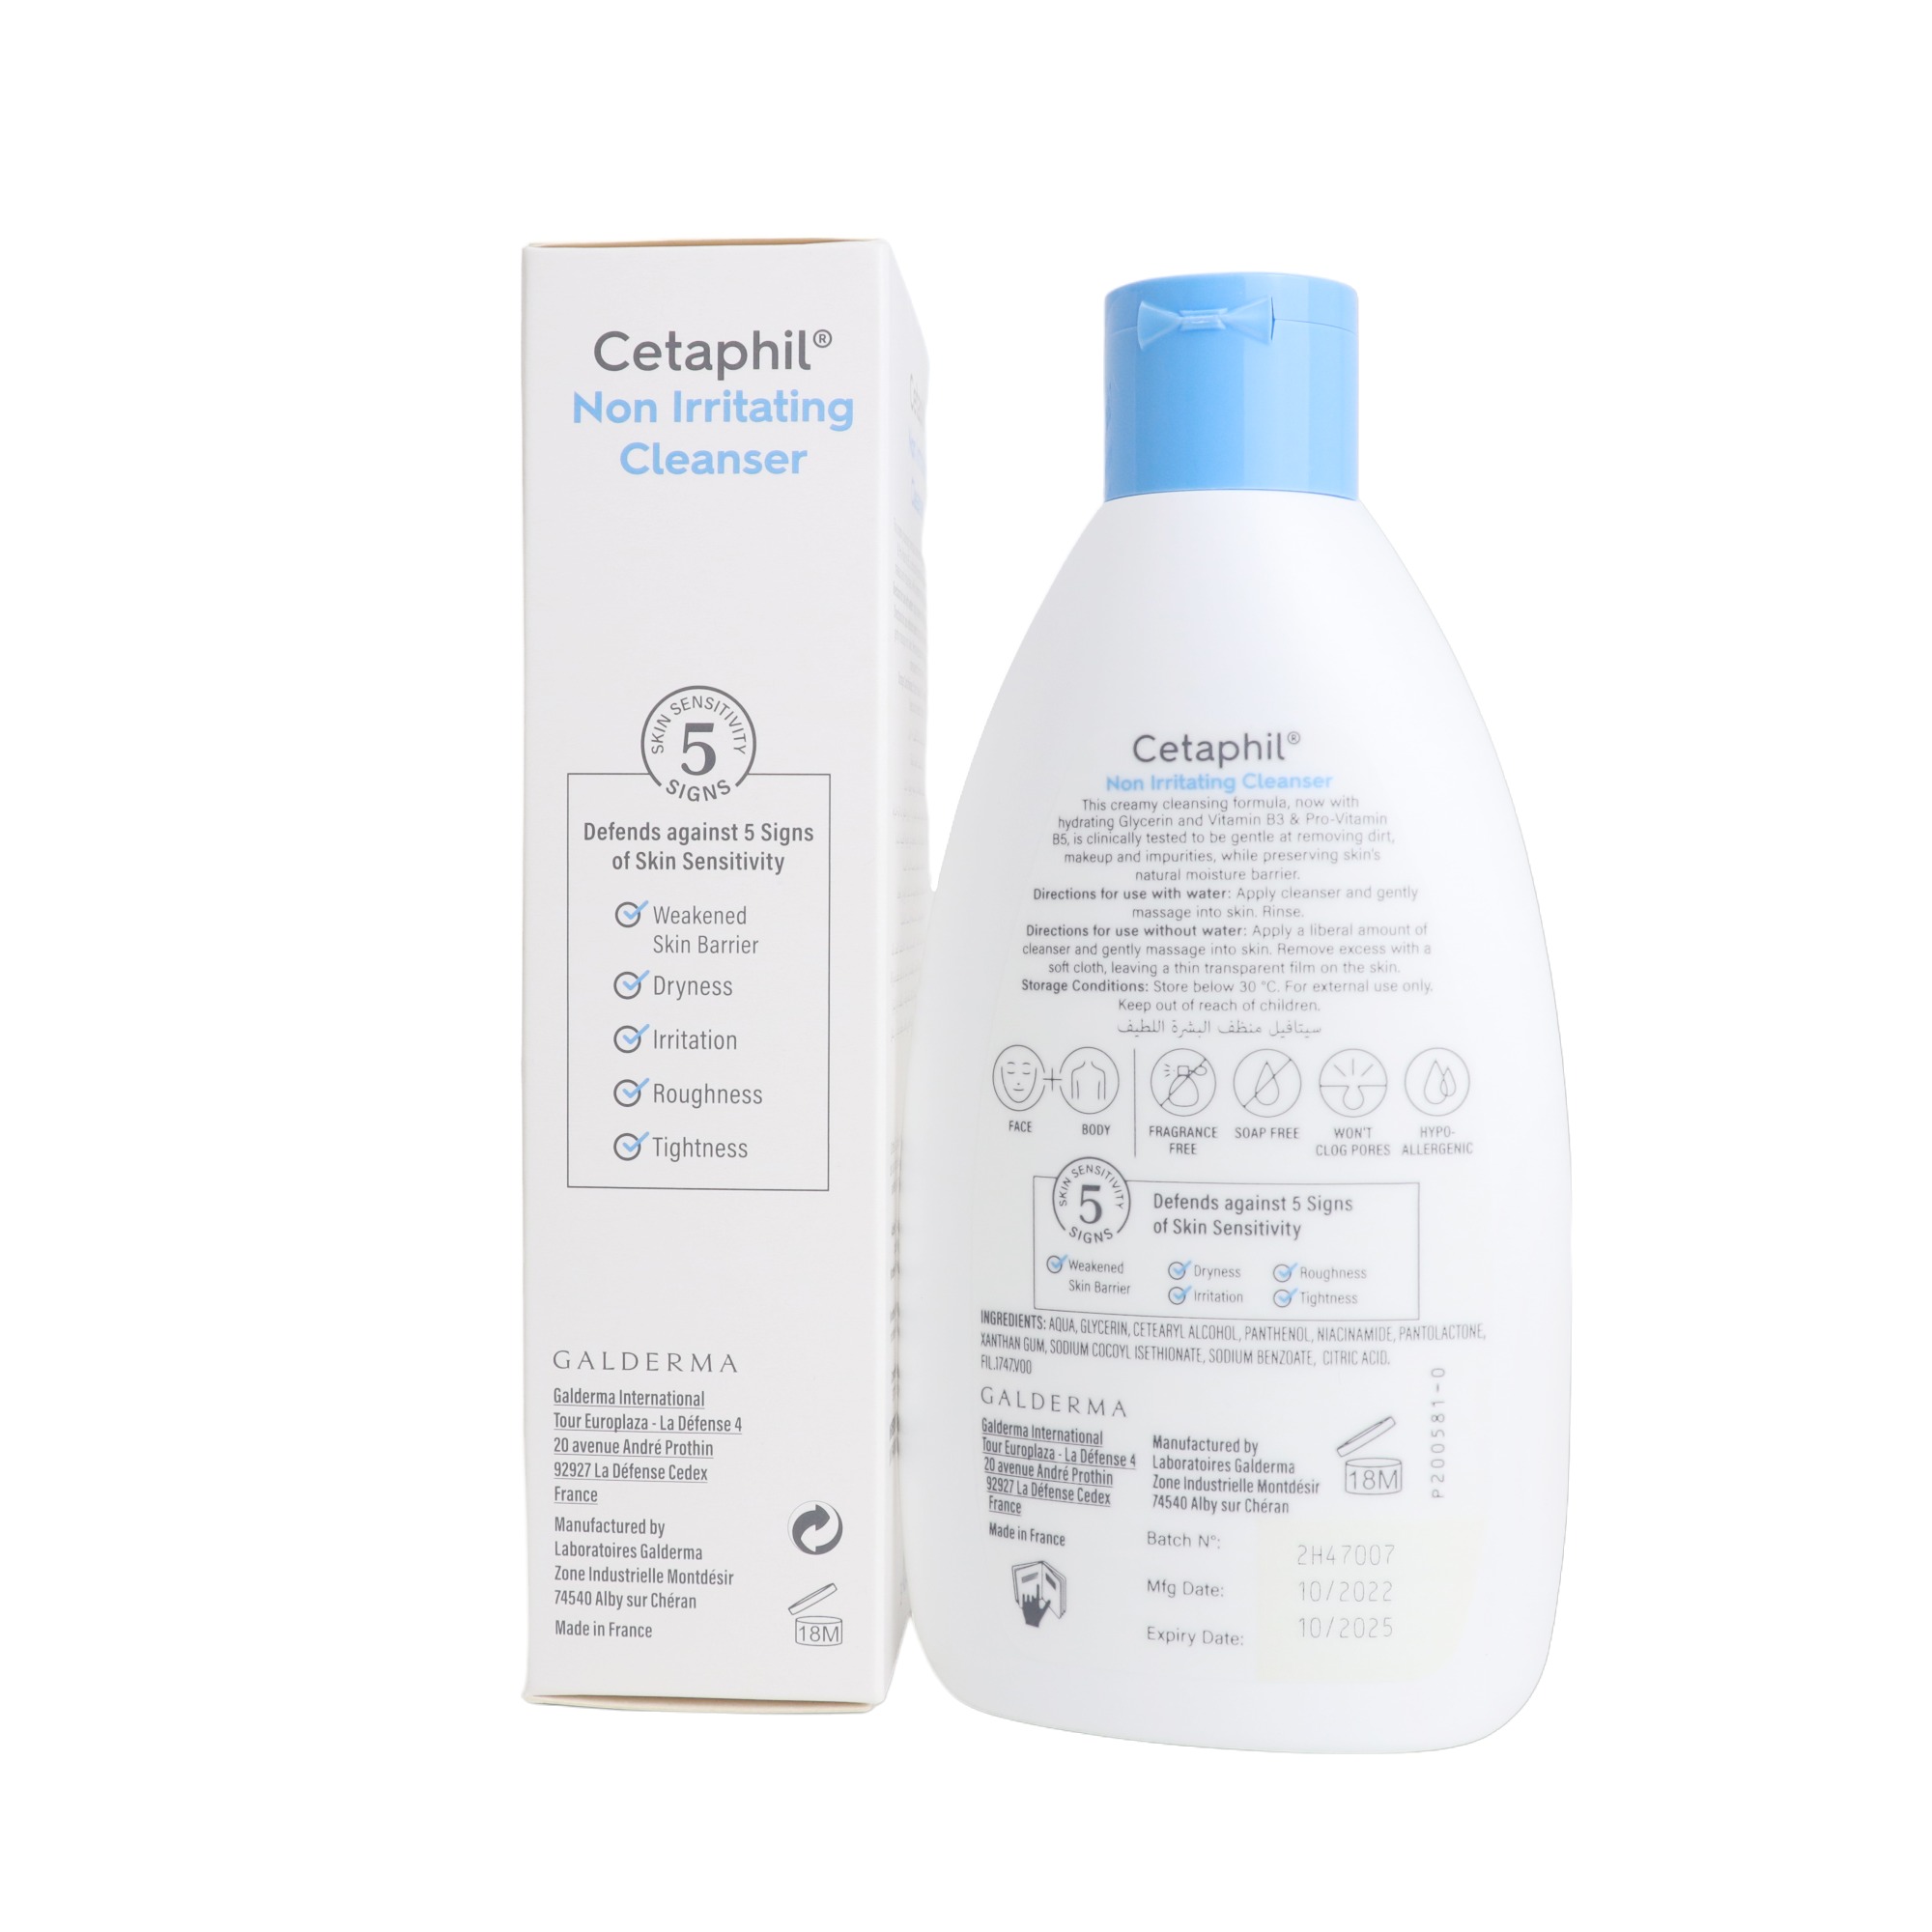 Cetaphil®
Non Irritating
Cleanser
SKIN SENSITIVITY
5
SIGNS
Defends against 5 Signs
of Skin Sensitivity
Weakened
Skin Barrier
Dryness
Irritation
Roughness
Tightness
GALDERMA
Galderma International
Tour Europlaza - La Défense 4
20 avenue André Prothin
92927 La Défense Cedex
France
Manufactured by
Laboratoires Galderma
Zone Industrielle Montdésir
74540 Alby sur Chéran
Made in France
18M
Cetaphil®
Non Irritating Cleanser
This creamy cleansing formula, now with
hydrating Glycerin and Vitamin B3 & Pro-Vitamin
B5, is clinically tested to be gentle at removing dirt,
makeup and impurities, while preserving skin's
natural moisture barrier.
Directions for use with water: Apply cleanser and gently
massage into skin. Rinse.
Directions for use without water: Apply a liberal amount of
cleanser and gently massage into skin. Remove excess with a
soft cloth, leaving a thin transparent film on the skin.
Storage Conditions: Store below 30 °C. For external use only.
Keep out of reach of children.
سيتافيل منظف البشرة اللطيف
FACE
BODY
FRAGRANCE
FREE
SOAP FREE
WON'T
CLOG PORES
HYPO-
ALLERGENIC
SKIN SENSITIVITY
5
SIGNS
Defends against 5 Signs
of Skin Sensitivity
Weakened
Skin Barrier
Dryness
Irritation
Roughness
Tightness
INGREDIENTS: AQUA, GLYCERIN, CETEARYL ALCOHOL, PANTHENOL, NIACINAMIDE, PANTOLACTONE,
XANTHAN GUM, SODIUM COCOYL ISETHIONATE, SODIUM BENZOATE, CITRIC ACID.
FIL.1747.V00
GALDERMA
Galderma International
Tour Europlaza - La Défense 4
20 avenue André Prothin
92927 La Défense Cedex
France
Made in France
Manufactured by
Laboratoires Galderma
Zone Industrielle Montdésir
74540 Alby sur Chéran
18M
P200581-0
Batch N°: 2H47007
Mfg Date: 10/2022
Expiry Date: 10/2025